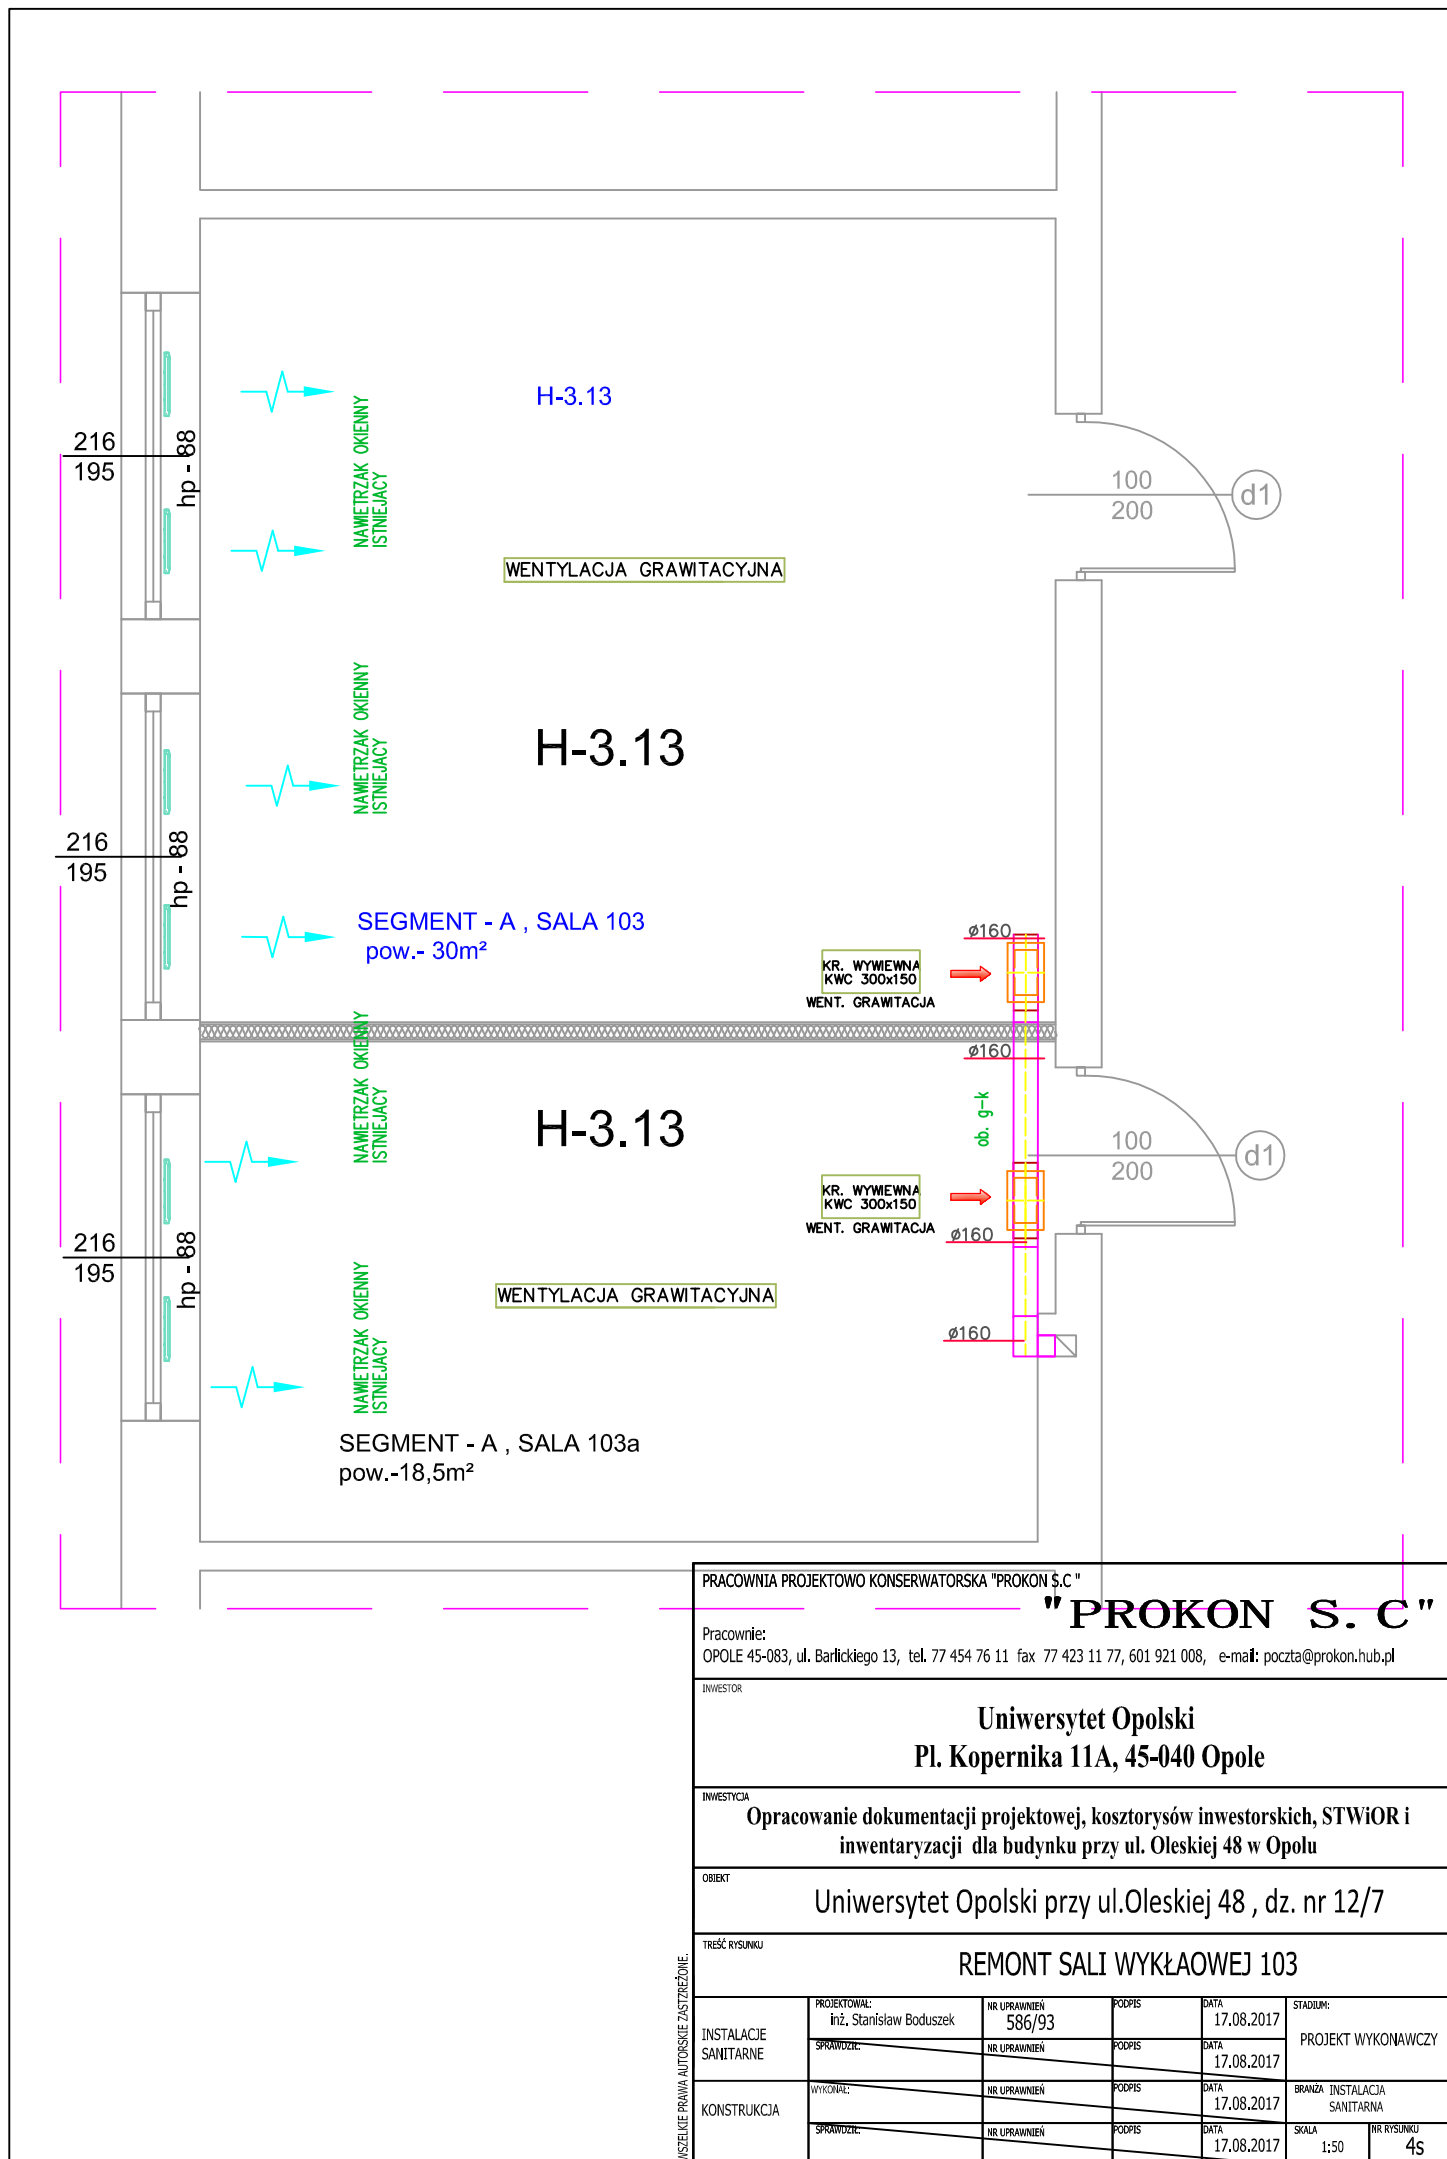 H-3.13
216
195
hp - 88
NAWIETRZAK OKIENNY
ISTNIEJACY
100
200
d1
WENTYLACJA GRAWITACYJNA
NAWIETRZAK OKIENNY
ISTNIEJACY
H-3.13
216
195
hp - 88
SEGMENT - A , SALA 103
pow.- 30m²
ø160
KR. WYWIEWNA
KWC 300x150
WENT. GRAWITACJA
NAWIETRZAK OKIENNY
ISTNIEJACY
ø160
H-3.13
ob. g-k
100
200
d1
KR. WYWIEWNA
KWC 300x150
WENT. GRAWITACJA
ø160
216
195
hp - 88
NAWIETRZAK OKIENNY
ISTNIEJACY
WENTYLACJA GRAWITACYJNA
ø160
SEGMENT - A , SALA 103a
pow.-18,5m²
PRACOWNIA PROJEKTOWO KONSERWATORSKA "PROKON S.C "
"PROKON S. C"
Pracownie:
OPOLE 45-083, ul. Barlickiego 13, tel. 77 454 76 11 fax 77 423 11 77, 601 921 008, e-mail: poczta@prokon.hub.pl
INWESTOR
Uniwersytet Opolski
Pl. Kopernika 11A, 45-040 Opole
INWESTYCJA
Opracowanie dokumentacji projektowej, kosztorysów inwestorskich, STWiOR i
inwentaryzacji dla budynku przy ul. Oleskiej 48 w Opolu
OBIEKT
Uniwersytet Opolski przy ul.Oleskiej 48 , dz. nr 12/7
TREŚĆ RYSUNKU
REMONT SALI WYKŁAOWEJ 103
WSZELKIE PRAWA AUTORSKIE ZASTZREŻONE.
INSTALACJE
SANITARNE
PROJEKTOWAŁ:
inż. Stanisław Boduszek
NR UPRAWNIEŃ
586/93
PODPIS
DATA
17.08.2017
STADIUM:
PROJEKT WYKONAWCZY
SPRAWDZIŁ:
NR UPRAWNIEŃ
PODPIS
DATA
17.08.2017
KONSTRUKCJA
WYKONAŁ:
NR UPRAWNIEŃ
PODPIS
DATA
17.08.2017
BRANŻA INSTALACJA
SANITARNA
SPRAWDZIŁ:
NR UPRAWNIEŃ
PODPIS
DATA
17.08.2017
SKALA
1:50
NR RYSUNKU
4s